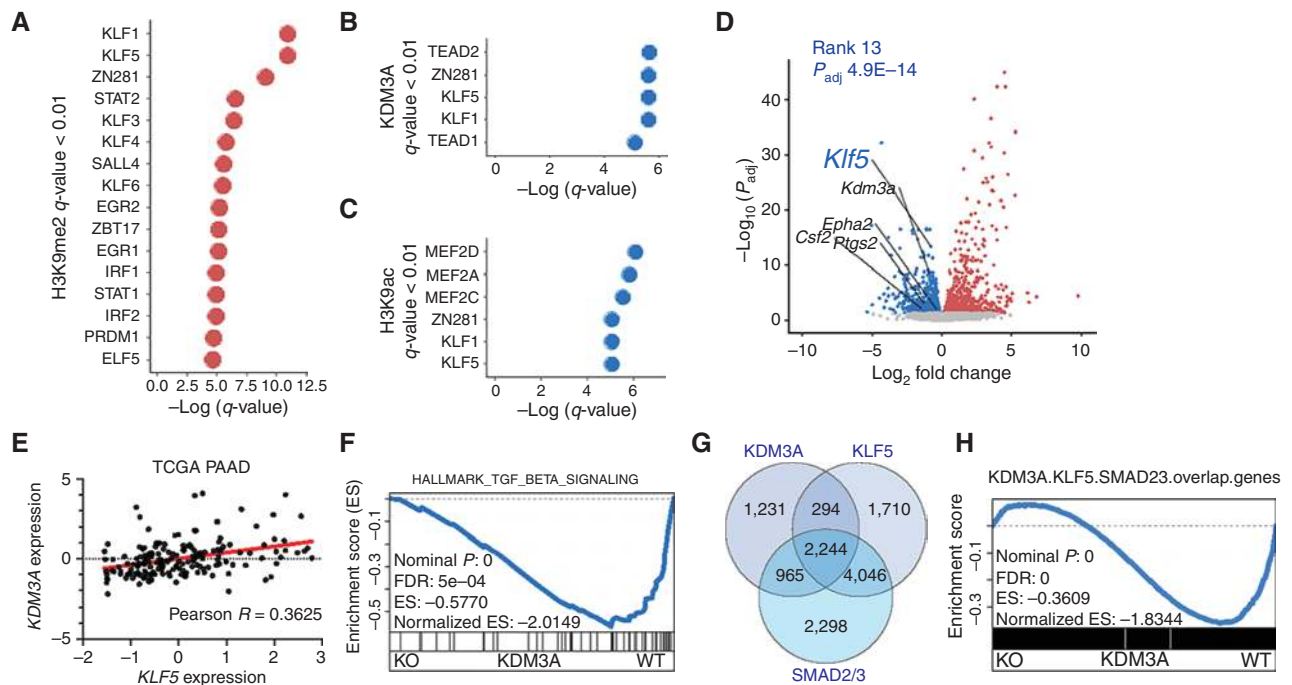 A
H3K9me2 q-value < 0.01
KLF1
KLF5
ZN281
STAT2
KLF3
KLF4
SALL4
KLF6
EGR2
ZBT17
EGR1
IRF1
STAT1
IRF2
PRDM1
ELF5
0.0 2.5 5.0 7.5 10.0 12.5
–Log (q-value)
B
KDM3A
q-value < 0.01
TEAD2
ZN281
KLF5
KLF1
TEAD1
0 2 4 6
–Log (q-value)
C
H3K9ac
q-value < 0.01
MEF2D
MEF2A
MEF2C
ZN281
KLF1
KLF5
0 2 4 6
–Log (q-value)
D
Rank 13
Padj 4.9E–14
–Log10 (Padj)
40
30
20
10
0
Klf5
Kdm3a
Epha2
Csf2
Ptgs2
–10 –5 0 5 10
Log2 fold change
E
TCGA PAAD
KDM3A expression
5
0
–5
Pearson R = 0.3625
–2 –1 0 1 2 3
KLF5 expression
F
HALLMARK_TGF_BETA_SIGNALING
Enrichment score (ES)
–0.1
–0.3
–0.5
Nominal P: 0
FDR: 5e–04
ES: –0.5770
Normalized ES: –2.0149
KO KDM3A WT
G
KDM3A KLF5
1,231 294 1,710
2,244
965 4,046
2,298
SMAD2/3
H
KDM3A.KLF5.SMAD23.overlap.genes
Enrichment score
–0.1
–0.3
Nominal P: 0
FDR: 0
ES: –0.3609
Normalized ES: –1.8344
KO KDM3A WT